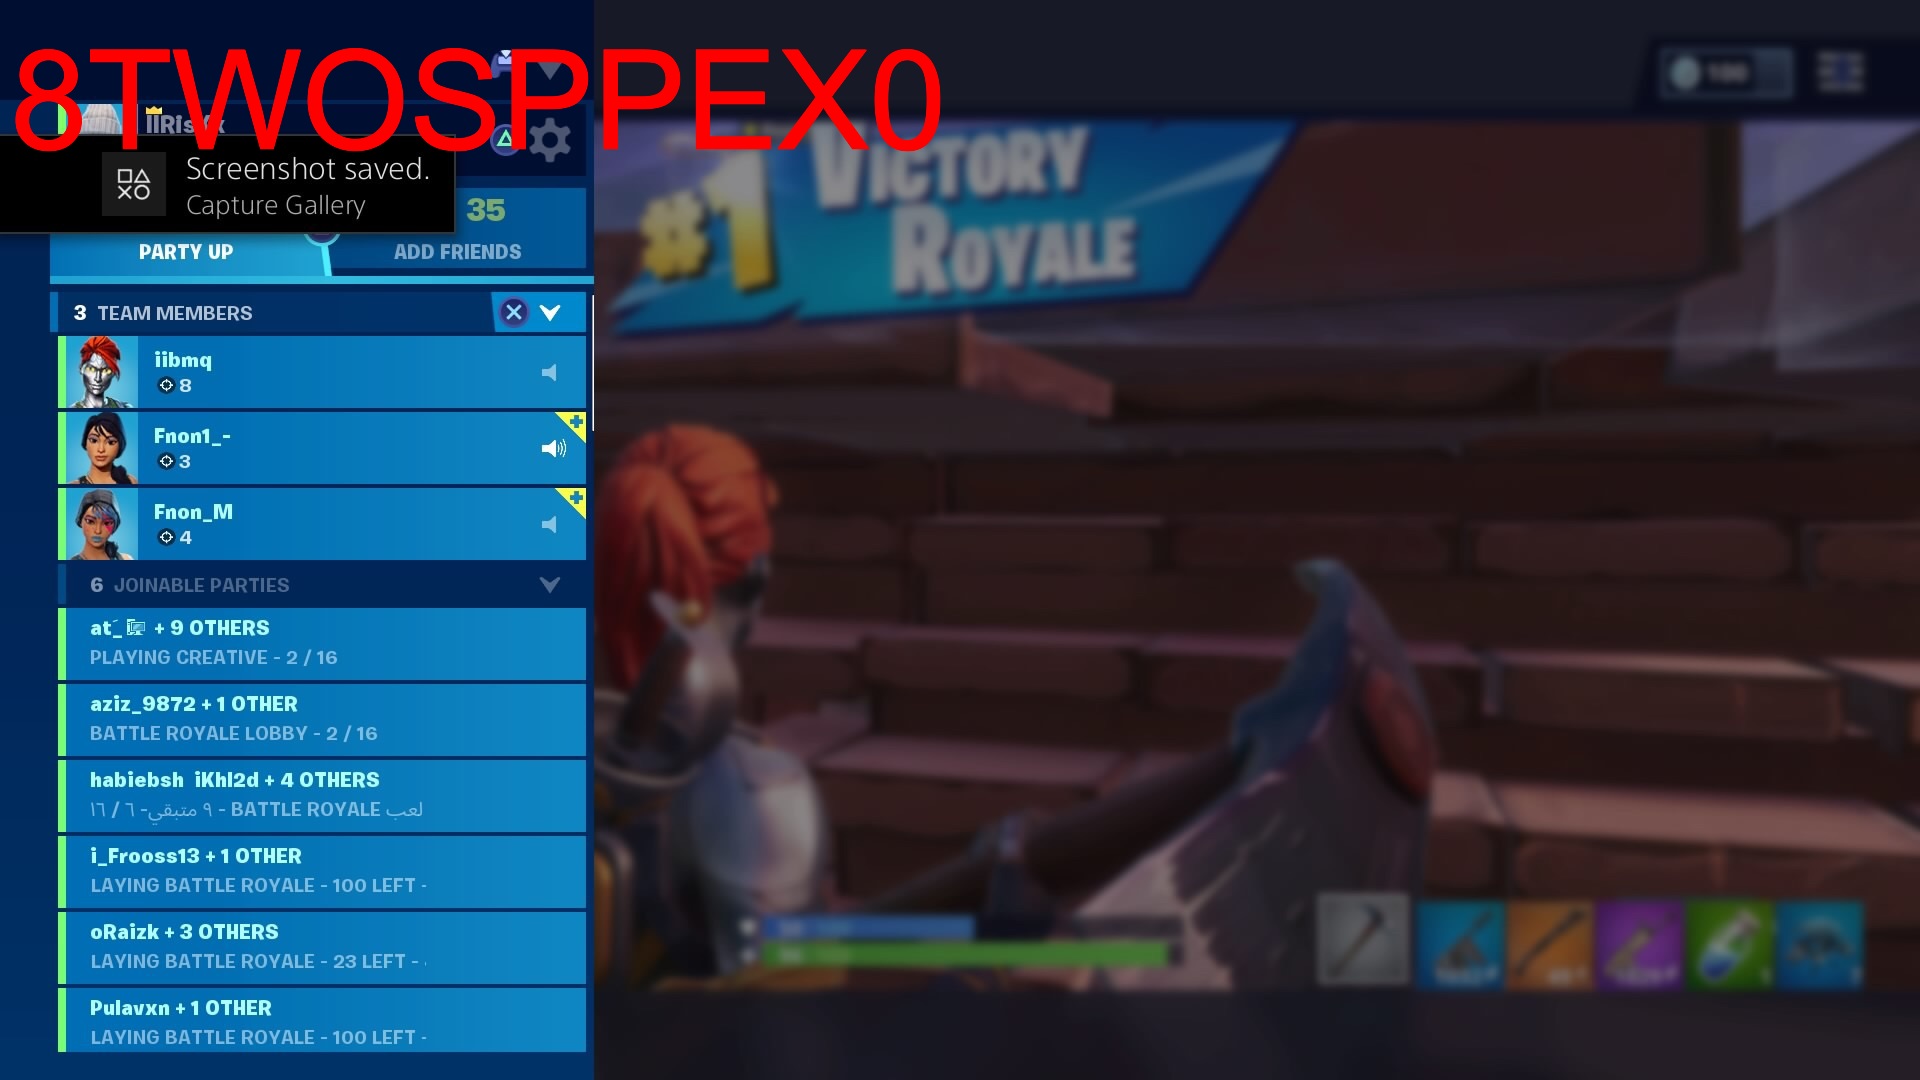 8TWOSPPEX0
Screenshot saved.
Capture Gallery
35
PARTY UP
ADD FRIENDS
3 TEAM MEMBERS
iibmq
8
Fnon1_-
3
Fnon_M
4
6 JOINABLE PARTIES
+ 9 OTHERS
PLAYING CREATIVE - 2 / 16
aziz_9872 + 1 OTHER
BATTLE ROYALE LOBBY - 2 / 16
habiebsh iKhl2d + 4 OTHERS
لعب BATTLE ROYALE - ٩ متبقي- ٦ / ١٦
i_Frooss13 + 1 OTHER
LAYING BATTLE ROYALE - 100 LEFT -
oRaizk + 3 OTHERS
LAYING BATTLE ROYALE - 23 LEFT -
Pulavxn + 1 OTHER
LAYING BATTLE ROYALE - 100 LEFT -
100
#1 VICTORY
ROYALE